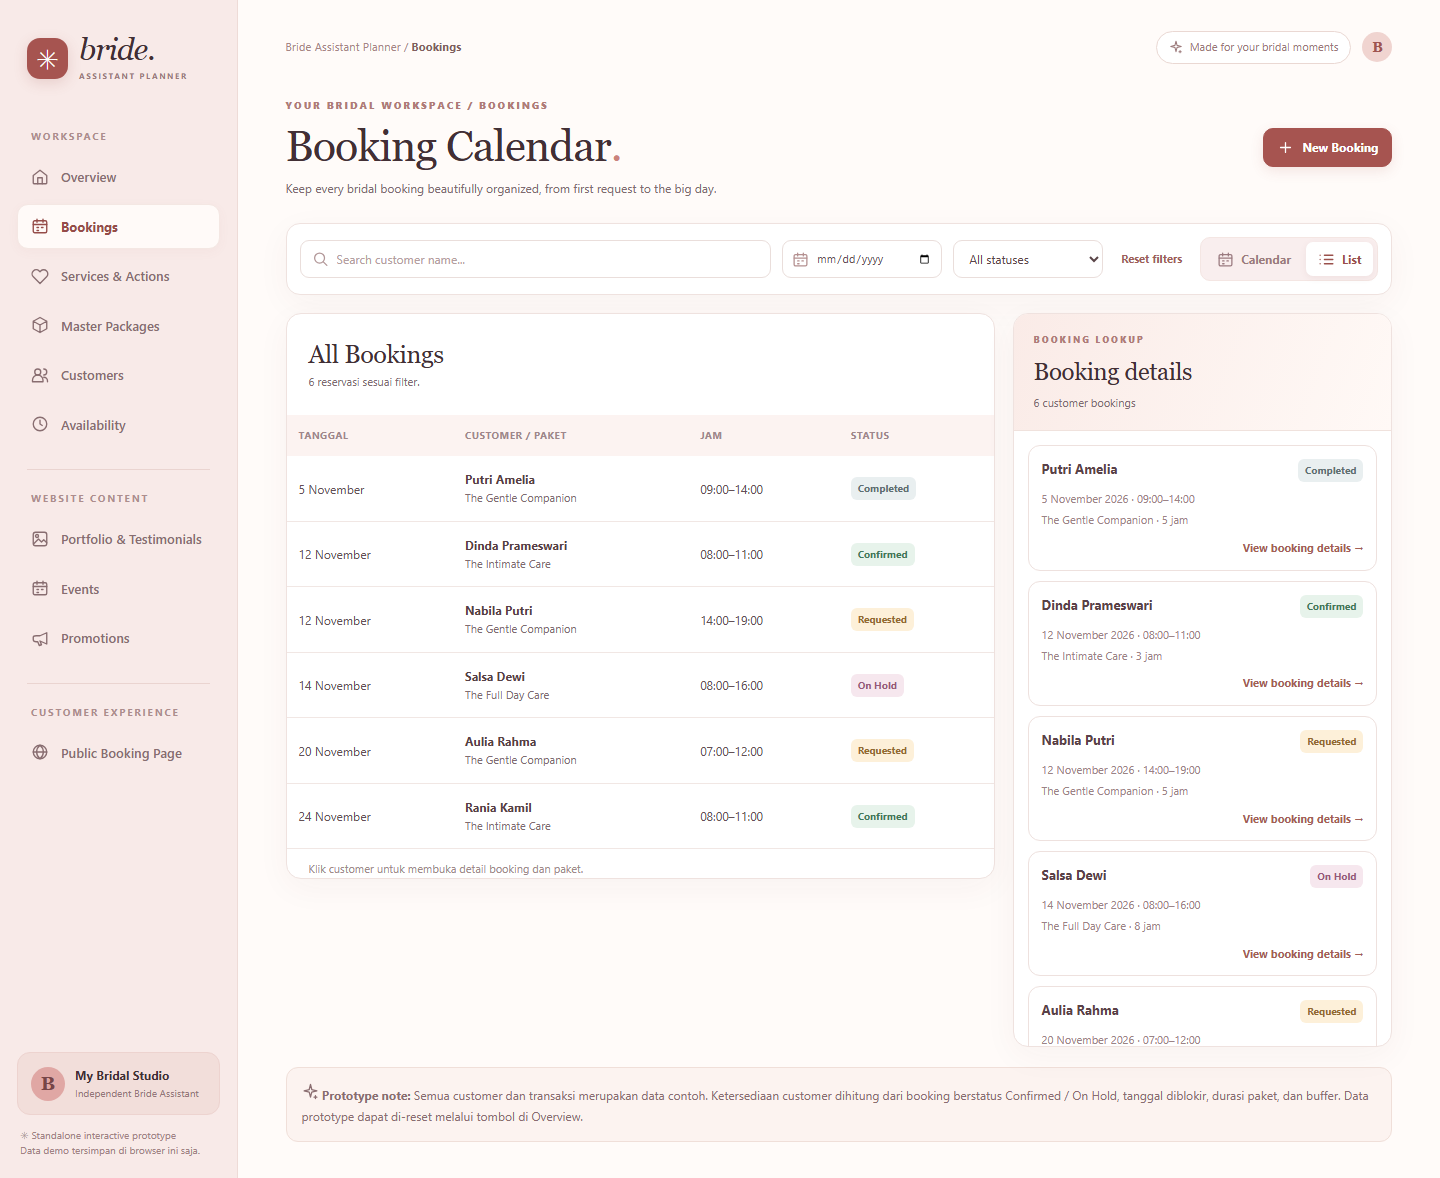 bride.
ASSISTANT PLANNER
WORKSPACE
Overview
Bookings
Services & Actions
Master Packages
Customers
Availability
WEBSITE CONTENT
Portfolio & Testimonials
Events
Promotions
CUSTOMER EXPERIENCE
Public Booking Page
B
My Bridal Studio
Independent Bride Assistant
✳ Standalone interactive prototype
Data demo tersimpan di browser ini saja.
Bride Assistant Planner / Bookings
Made for your bridal moments
B
YOUR BRIDAL WORKSPACE / BOOKINGS
Booking Calendar.
Keep every bridal booking beautifully organized, from first request to the big day.
+ New Booking
Search customer name...
mm/dd/yyyy
All statuses
Reset filters
Calendar
List
All Bookings
6 reservasi sesuai filter.
TANGGAL CUSTOMER / PAKET JAM STATUS
5 November Putri Amelia 09:00–14:00 Completed
The Gentle Companion
12 November Dinda Prameswari 08:00–11:00 Confirmed
The Intimate Care
12 November Nabila Putri 14:00–19:00 Requested
The Gentle Companion
14 November Salsa Dewi 08:00–16:00 On Hold
The Full Day Care
20 November Aulia Rahma 07:00–12:00 Requested
The Gentle Companion
24 November Rania Kamil 08:00–11:00 Confirmed
The Intimate Care
Klik customer untuk membuka detail booking dan paket.
BOOKING LOOKUP
Booking details
6 customer bookings
Putri Amelia Completed
5 November 2026 · 09:00–14:00
The Gentle Companion · 5 jam
View booking details →
Dinda Prameswari Confirmed
12 November 2026 · 08:00–11:00
The Intimate Care · 3 jam
View booking details →
Nabila Putri Requested
12 November 2026 · 14:00–19:00
The Gentle Companion · 5 jam
View booking details →
Salsa Dewi On Hold
14 November 2026 · 08:00–16:00
The Full Day Care · 8 jam
View booking details →
Aulia Rahma Requested
20 November 2026 · 07:00–12:00
Prototype note: Semua customer dan transaksi merupakan data contoh. Ketersediaan customer dihitung dari booking berstatus Confirmed / On Hold, tanggal diblokir, durasi paket, dan buffer. Data
prototype dapat di-reset melalui tombol di Overview.